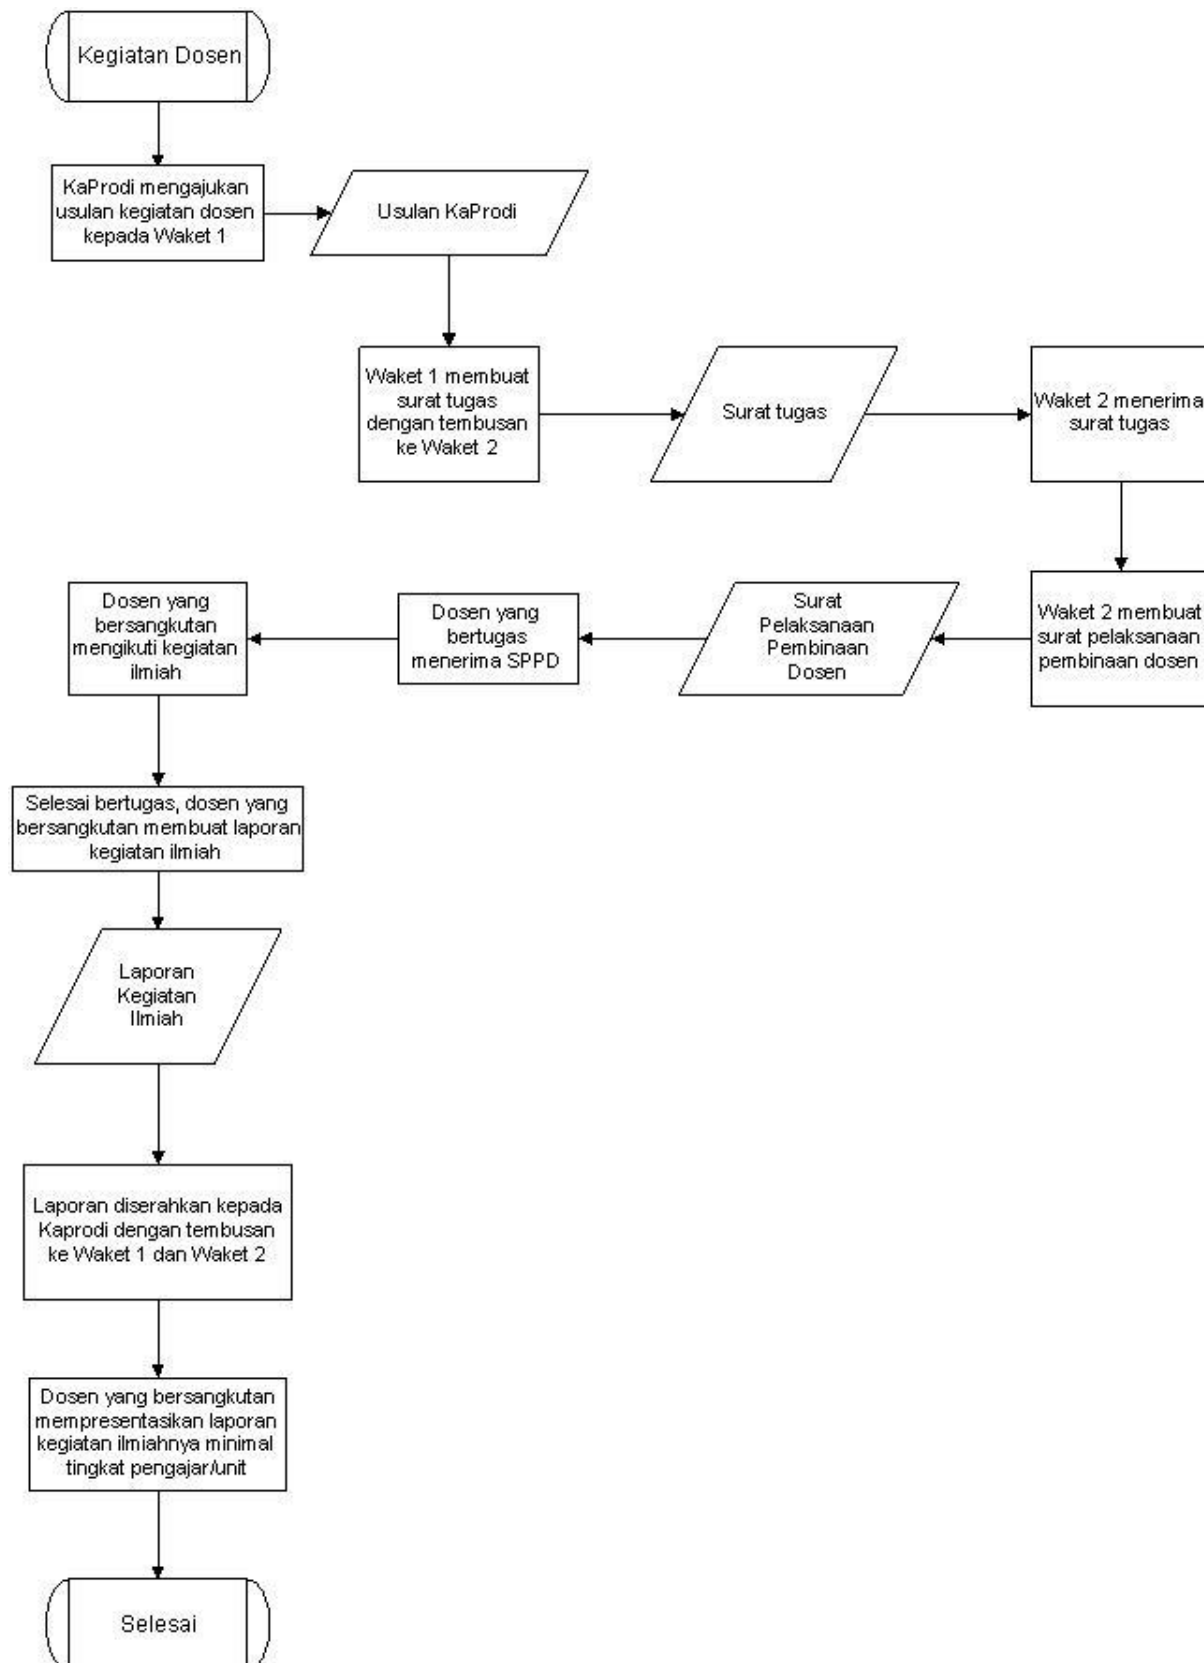 Kegiatan Dosen
KaProdi mengajukan
usulan kegiatan dosen
kepada Waket 1
Usulan KaProdi
Waket 1 membuat
surat tugas
dengan tembusan
ke Waket 2
Surat tugas
Waket 2 menerima
surat tugas
Waket 2 membuat
surat pelaksanaan
pembinaan dosen
Surat
Pelaksanaan
Pembinaan
Dosen
Dosen yang
bertugas
menerima SPPD
Dosen yang
bersangkutan
mengikuti kegiatan
ilmiah
Selesai bertugas, dosen yang
bersangkutan membuat laporan
kegiatan ilmiah
Laporan
Kegiatan
Ilmiah
Laporan diserahkan kepada
Kaprodi dengan tembusan
ke Waket 1 dan Waket 2
Dosen yang bersangkutan
mempresentasikan laporan
kegiatan ilmiahnya minimal
tingkat pengajar/unit
Selesai